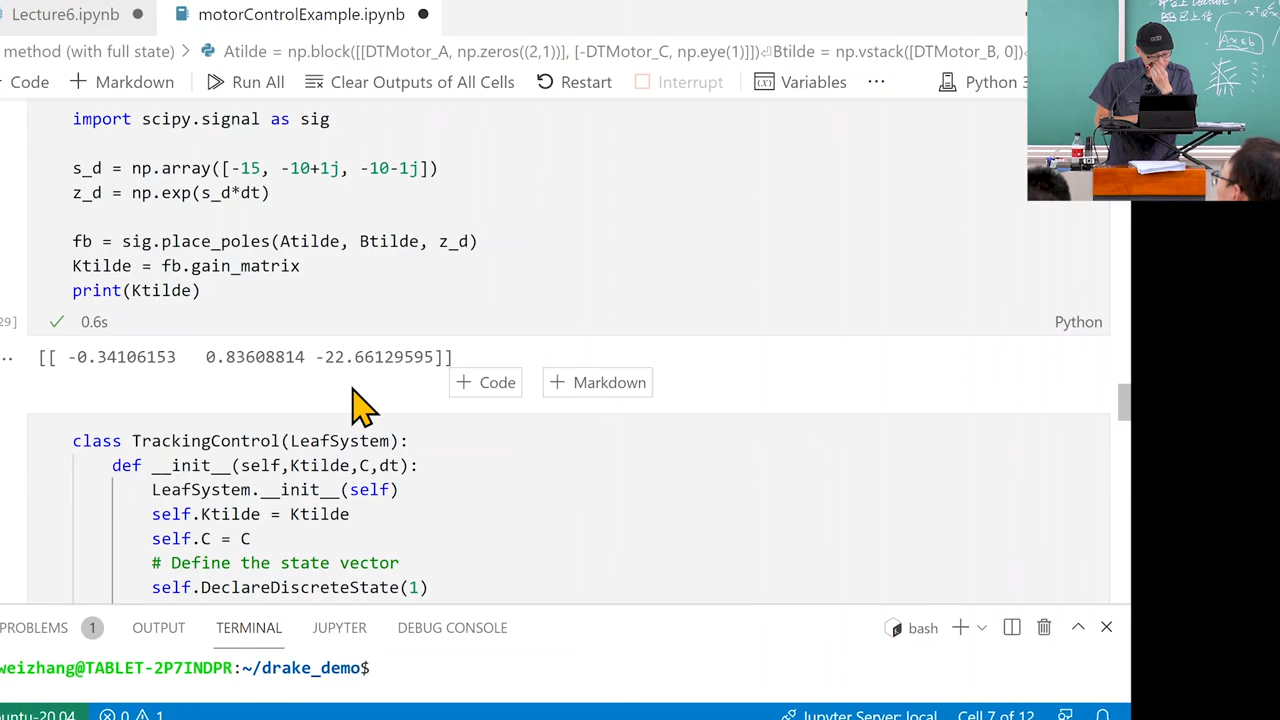 Lecture6.ipynb
motorControlExample.ipynb
method (with full state) Atilde = np.block([[DTMotor_A, np.zeros((2,1))], [-DTMotor_C, np.eye(1)]])⏎Btilde = np.vstack([DTMotor_B, 0])
Code
Markdown
Run All
Clear Outputs of All Cells
Restart
Interrupt
Variables
Python 3
import scipy.signal as sig
s_d = np.array([-15, -10+1j, -10-1j])
z_d = np.exp(s_d*dt)
fb = sig.place_poles(Atilde, Btilde, z_d)
Ktilde = fb.gain_matrix
print(Ktilde)
29]
0.6s
Python
[[ -0.34106153 0.83608814 -22.66129595]]
Code
Markdown
class TrackingControl(LeafSystem):
def __init__(self,Ktilde,C,dt):
LeafSystem.__init__(self)
self.Ktilde = Ktilde
self.C = C
# Define the state vector
self.DeclareDiscreteState(1)
PROBLEMS 1
OUTPUT
TERMINAL
JUPYTER
DEBUG CONSOLE
bash
weizhang@TABLET-2P7INDPR:~/drake_demo$
untu-20.04
0
1
Jupyter Server: local
Cell 7 of 12
Ax≤b